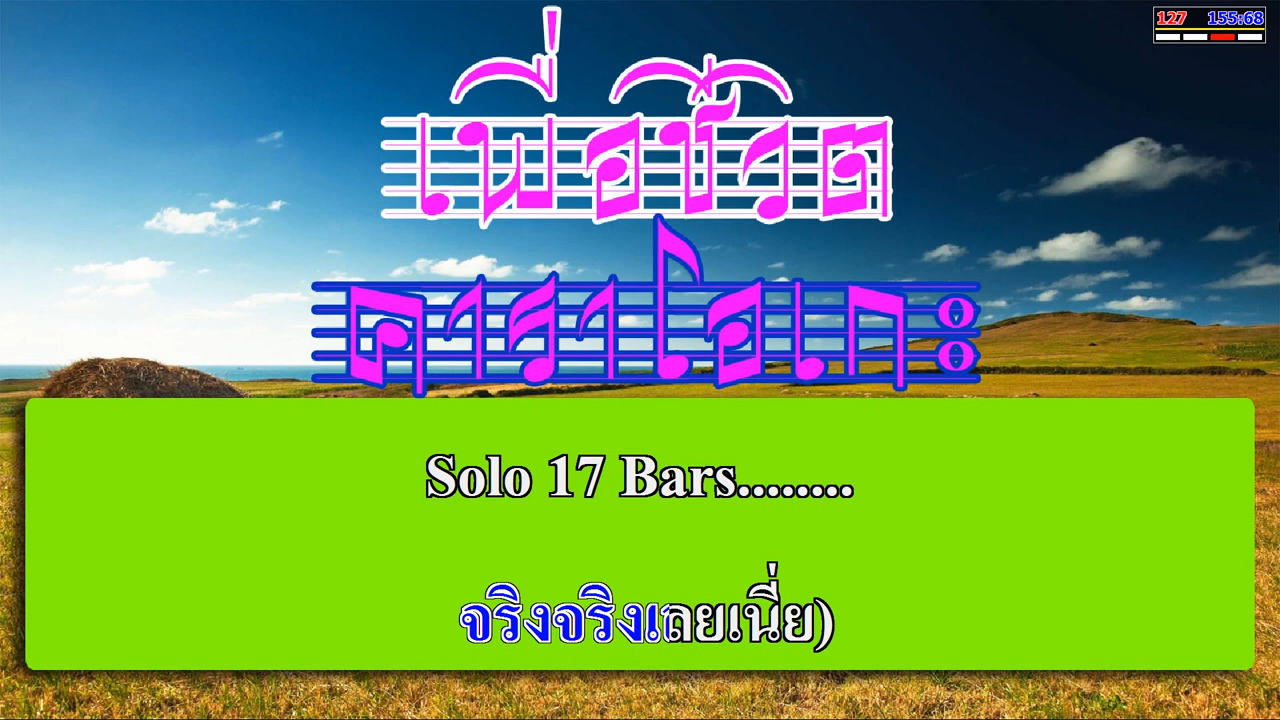 127 155:68
เพื่อชีวิต
คาราโอเกะ
Solo 17 Bars........
จริงจริงเลยเนี่ย)